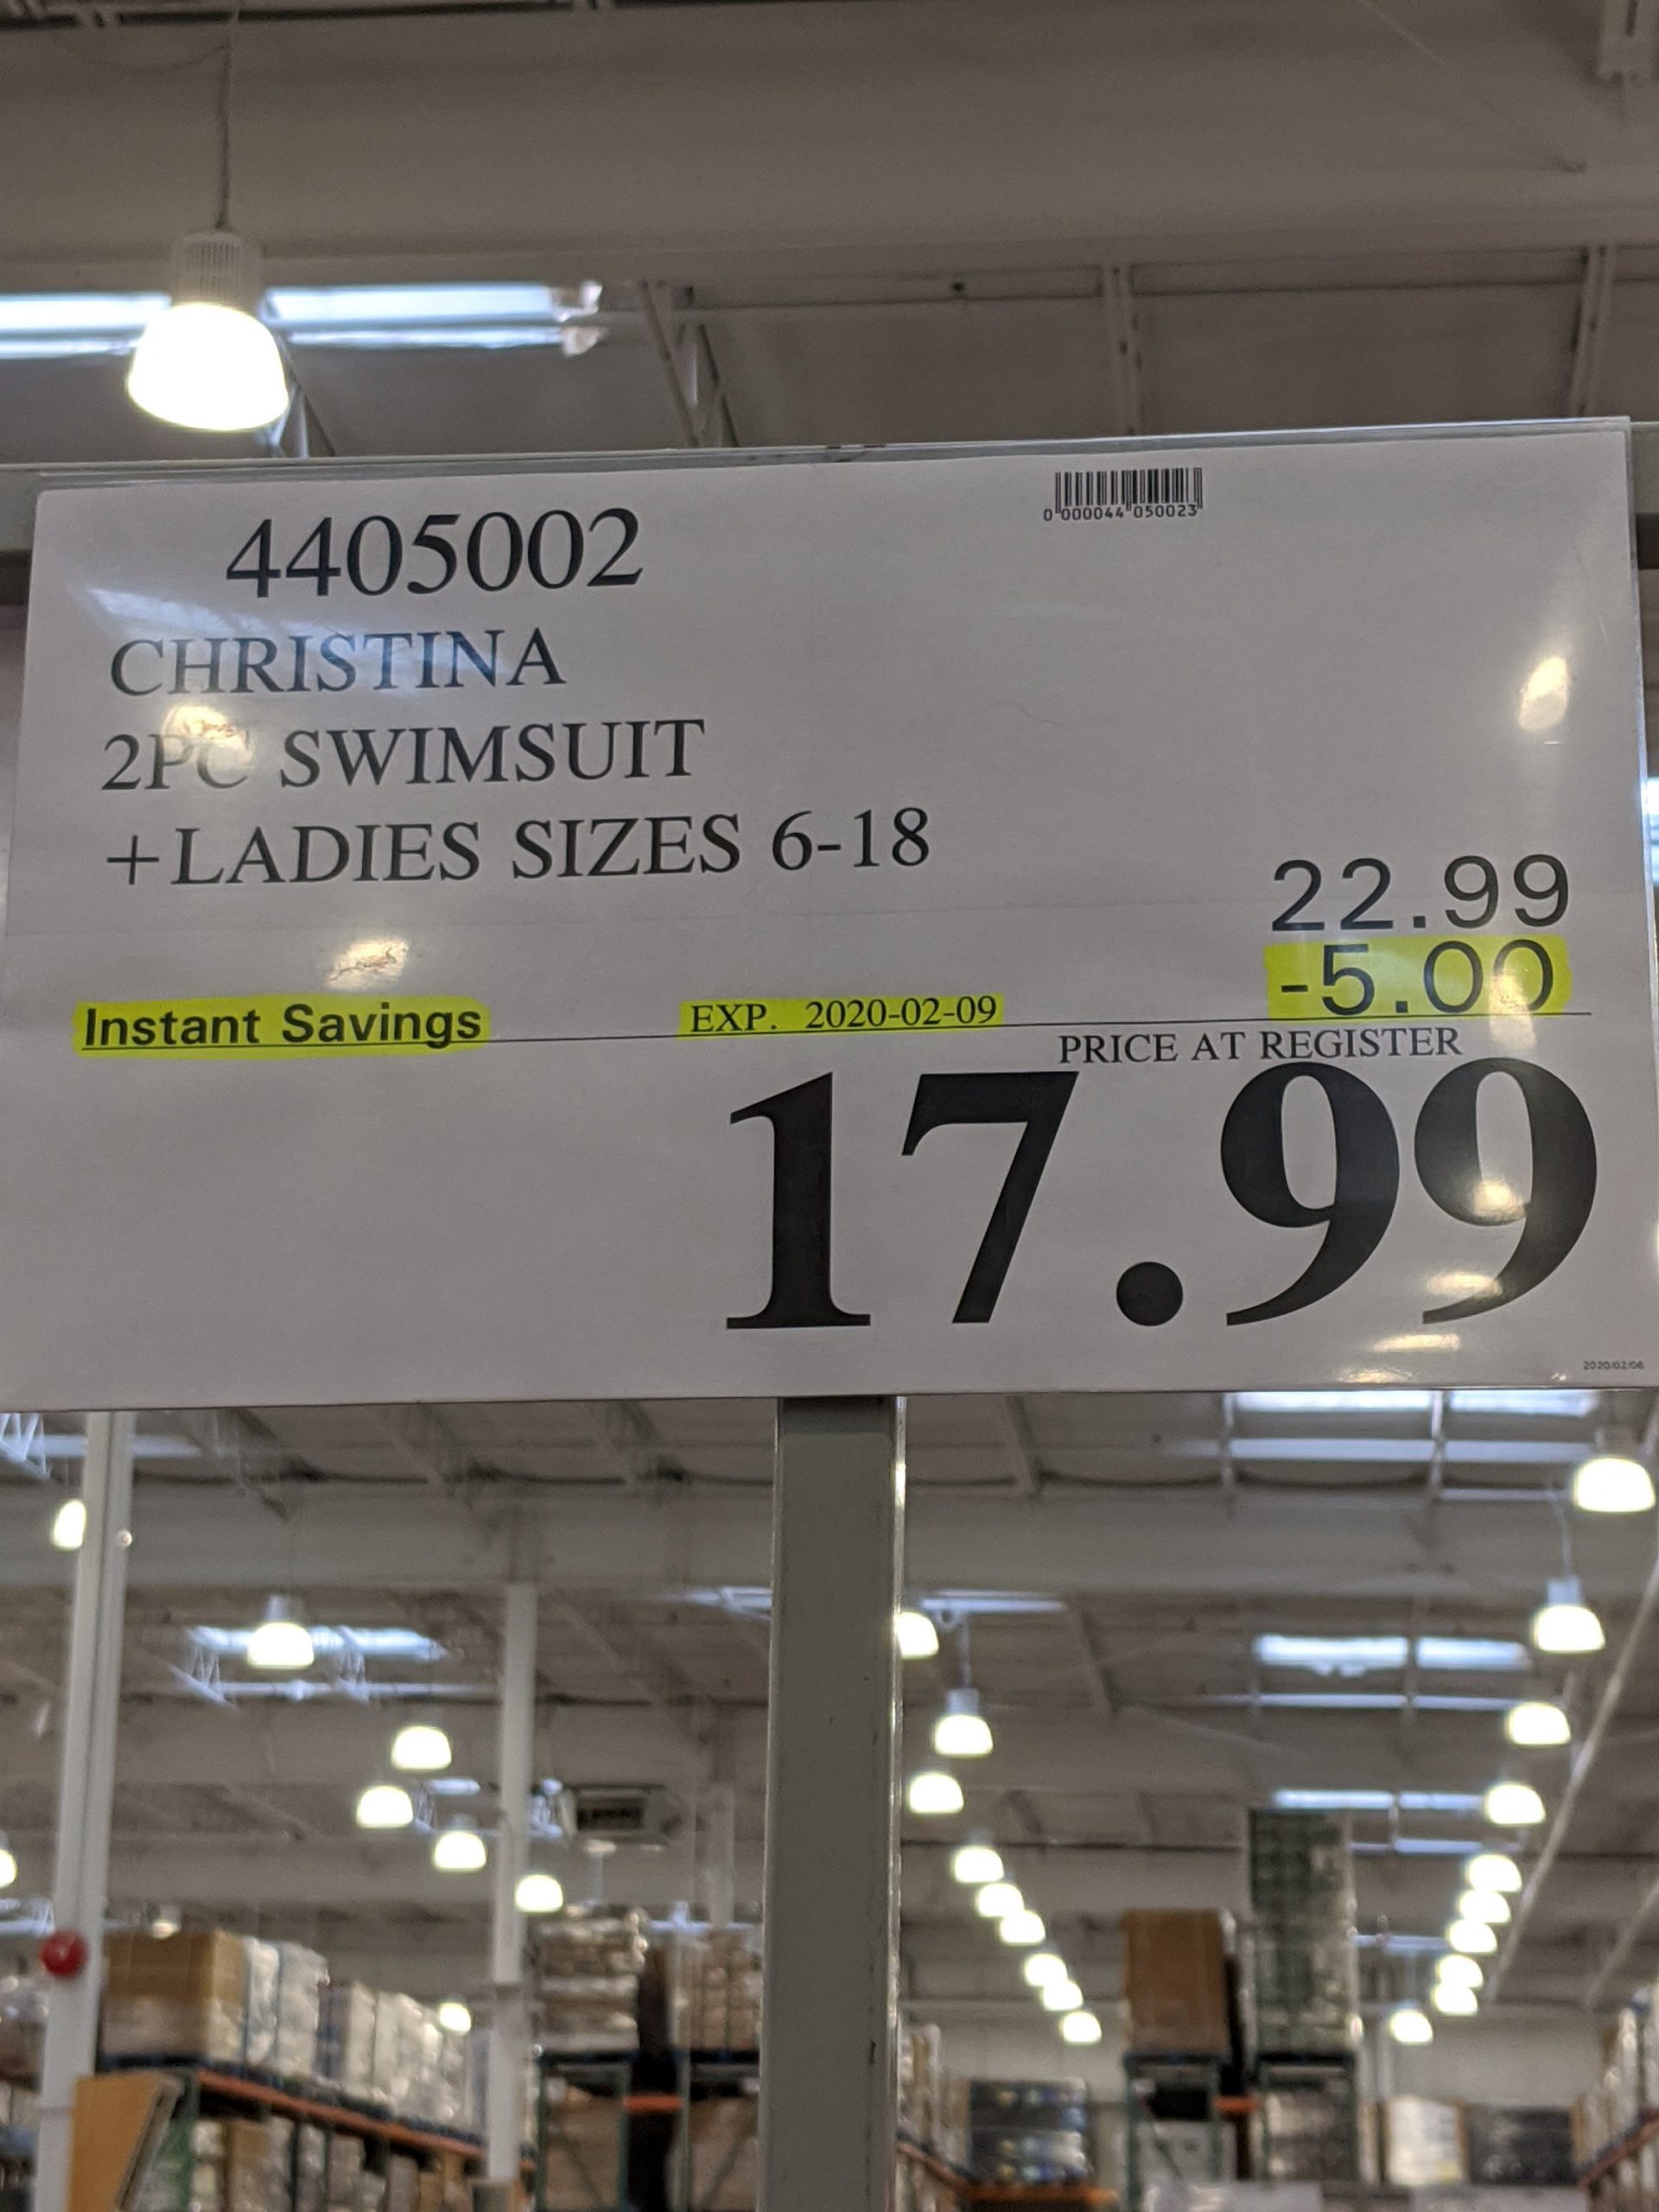 4405002
0 000044 050023
CHRISTINA
2PC SWIMSUIT
+LADIES SIZES 6-18
22.99
-5.00
Instant Savings EXP. 2020-02-09
PRICE AT REGISTER
17.99
2020/02/06